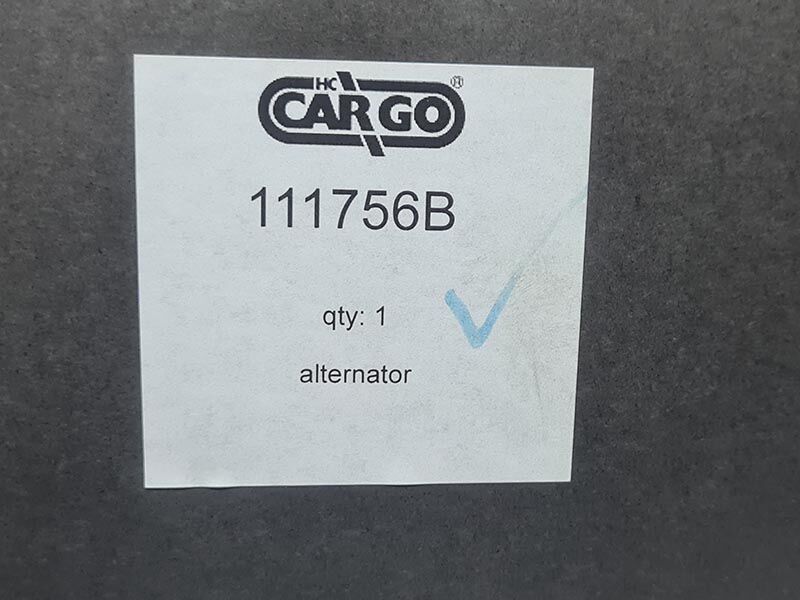 HC
CARGO
111756B
qty: 1
alternator